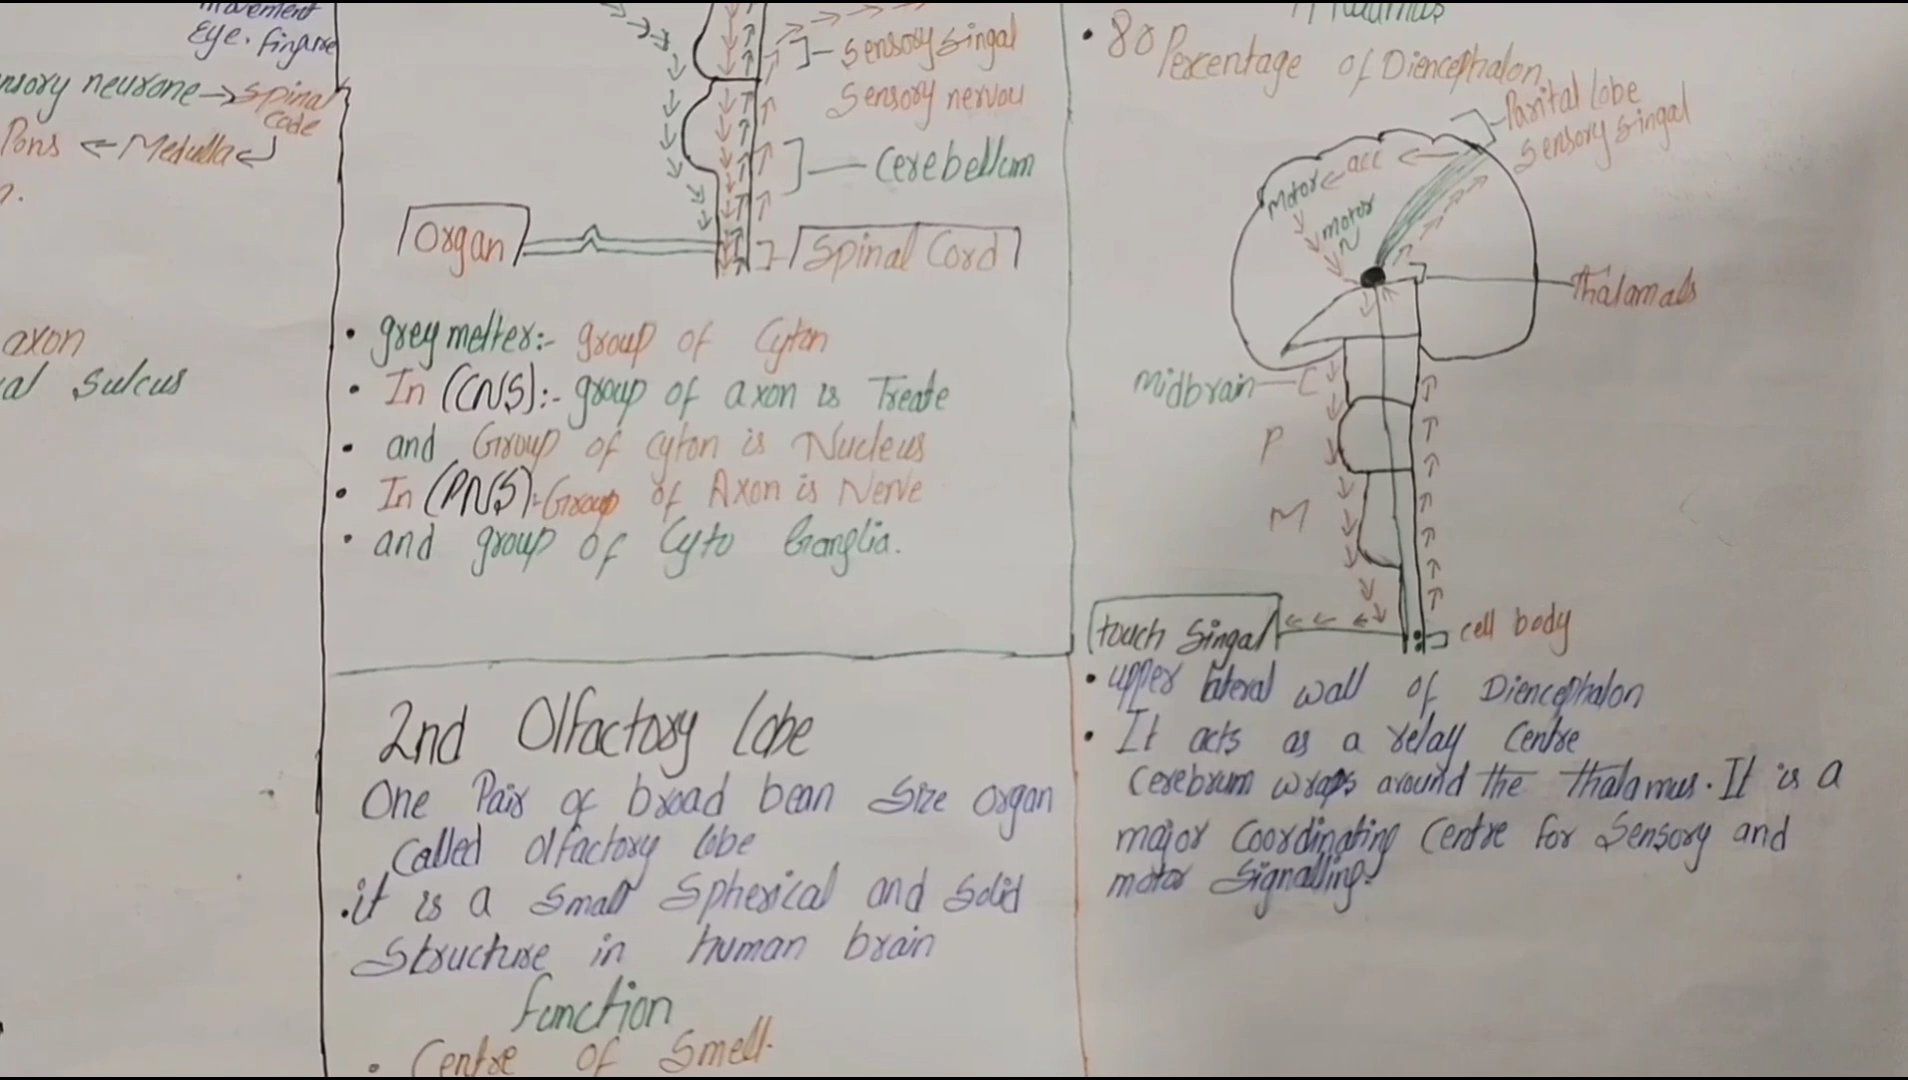 movement
Eye. finger
sory neurone → Spinal
Code
Pons ← Medulla
axon
al Sulcus
Sensory Singal
Sensory nervou
Cerebellum
Organ
Spinal Cord
• grey melter:- group of Cyton
• In (CNS):- group of axon is Treate
• and Group of Cyton is Nucleus
• In (PNS):- Group of Axon is Nerve
• and group of Cyto Ganglia.
2nd Olfactory lobe
One Pair of broad bean Size organ
Called Olfactory lobe
.it is a Small Spherical and Solid
Structure in human brain
function
• Centre of Smell.
• 80 Percentage of Diencephalon
Parital lobe
Sensory Singal
acc
Motor
motor
N
Thalamals
Midbrain
P
M
touch Singal
cell body
• upper lateral wall of Diencephalon
• It acts as a relay Centre
Cerebrum wraps around the thalamus. It is a
major Coordinating Centre for Sensory and
motor Signalling.